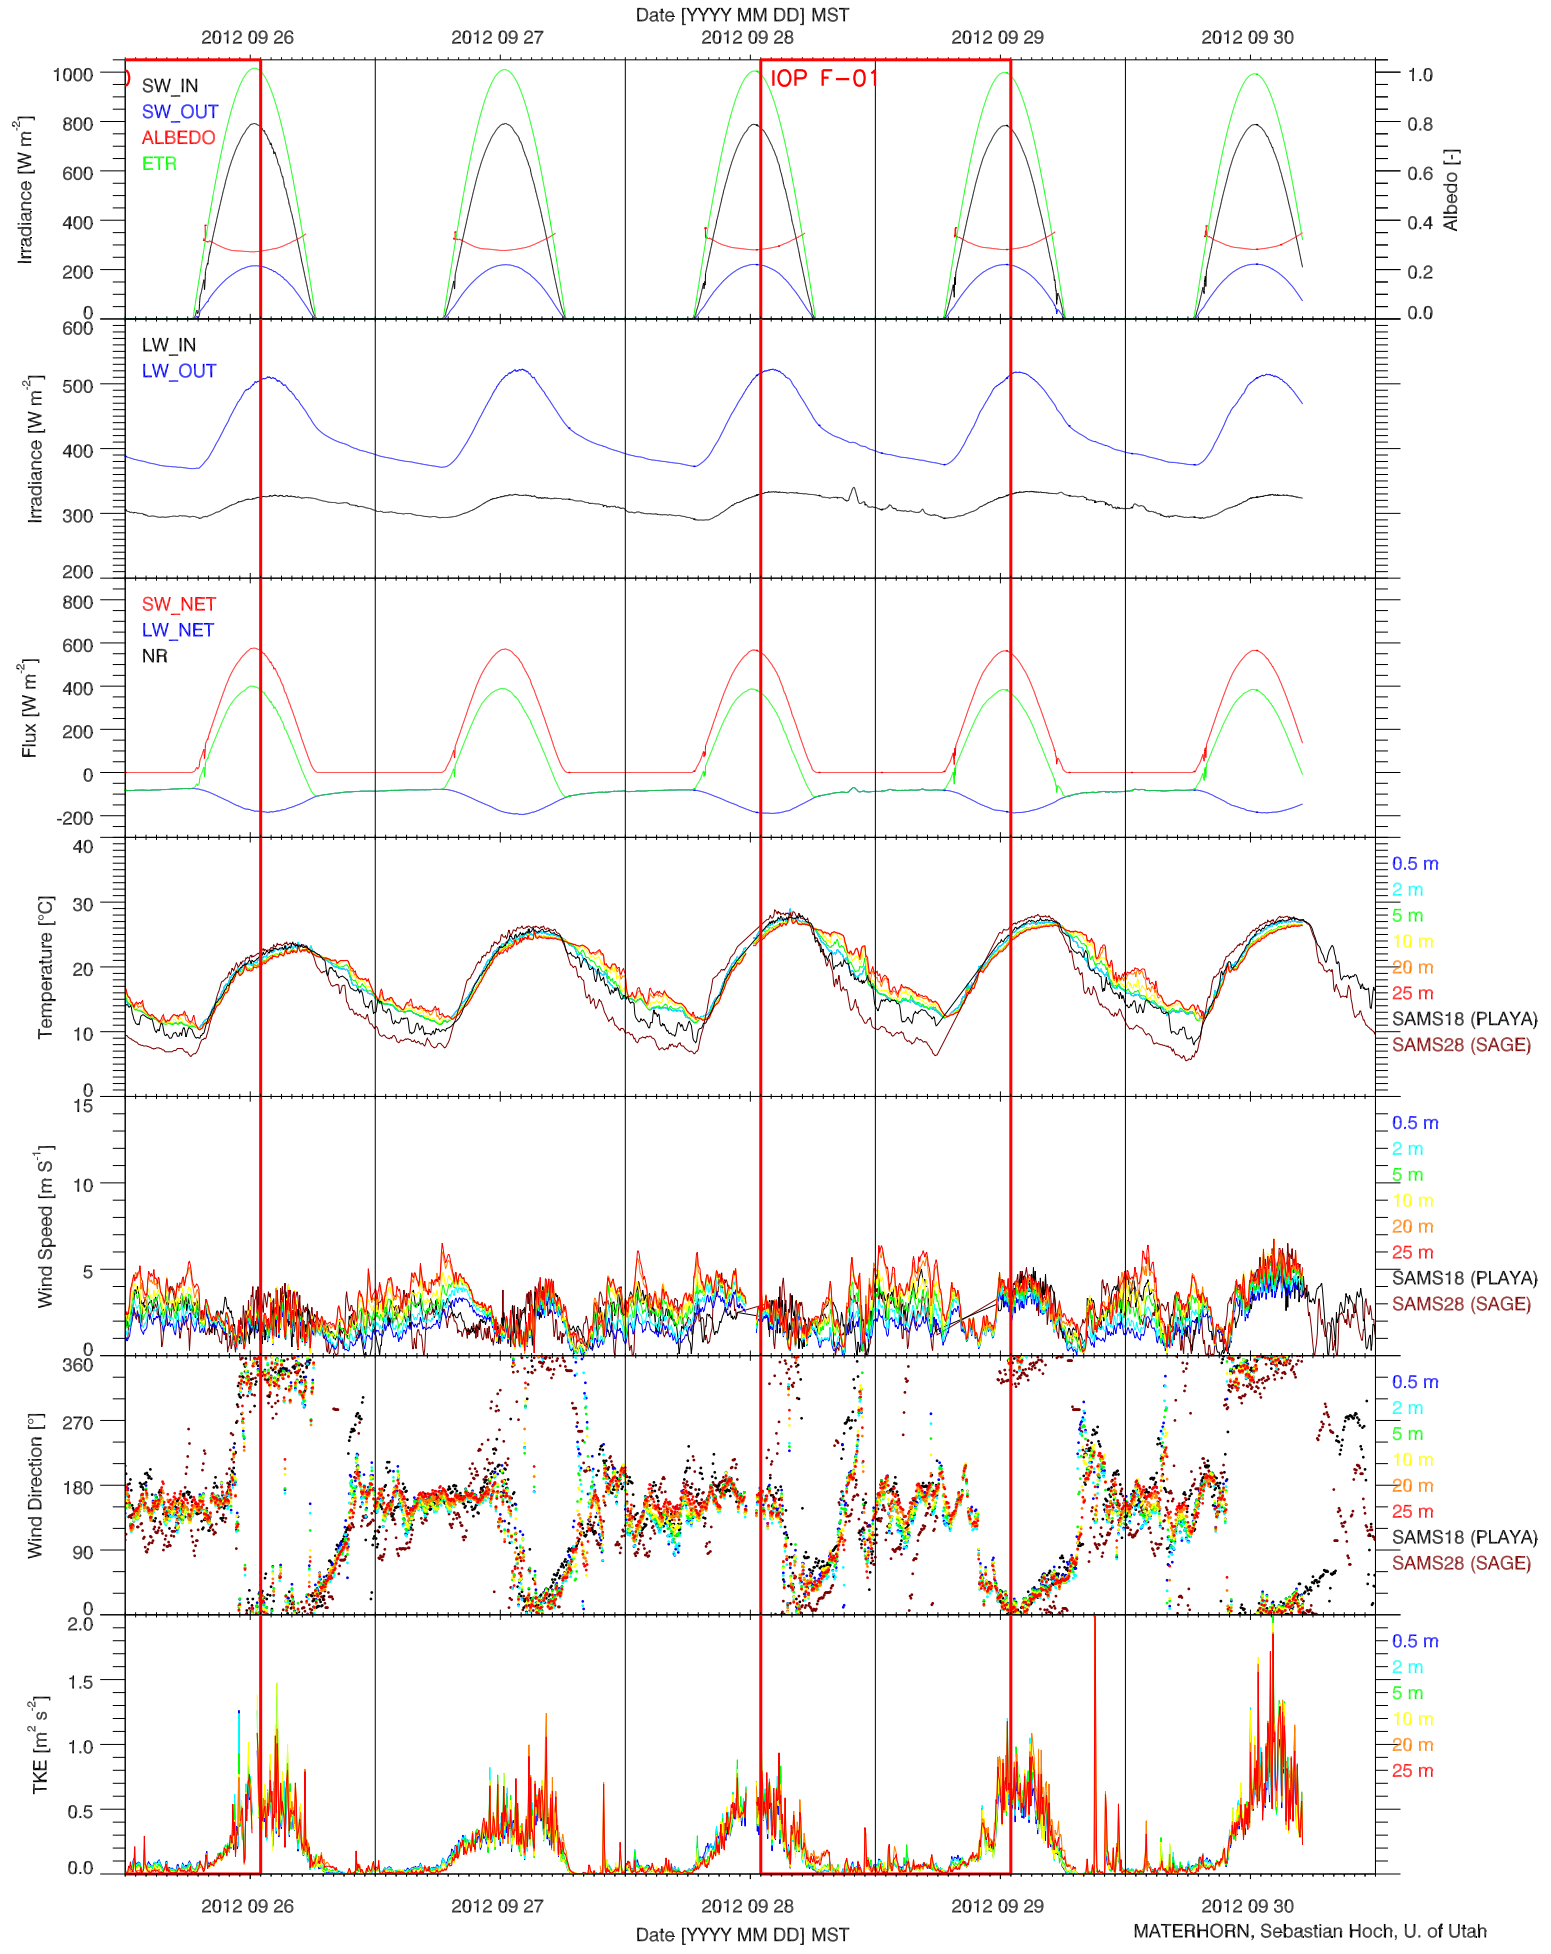 Date [YYYY MM DD] MST
2012 09 26 2012 09 27 2012 09 28 2012 09 29 2012 09 30
IOP F-01
SW_IN
SW_OUT
ALBEDO
ETR
1000
800
600
400
200
0
Irradiance [W m-2]
1.0
0.8
0.6
0.4
0.2
0.0
Albedo [-]
LW_IN
LW_OUT
600
500
400
300
200
Irradiance [W m-2]
SW_NET
LW_NET
NR
800
600
400
200
0
-200
Flux [W m-2]
40
30
20
10
0
Temperature [°C]
0.5 m
2 m
5 m
10 m
20 m
25 m
SAMS18 (PLAYA)
SAMS28 (SAGE)
15
10
5
0
Wind Speed [m S-1]
0.5 m
2 m
5 m
10 m
20 m
25 m
SAMS18 (PLAYA)
SAMS28 (SAGE)
360
270
180
90
0
Wind Direction [°]
0.5 m
2 m
5 m
10 m
20 m
25 m
SAMS18 (PLAYA)
SAMS28 (SAGE)
2.0
1.5
1.0
0.5
0.0
TKE [m2 s-2]
0.5 m
2 m
5 m
10 m
20 m
25 m
2012 09 26 2012 09 27 2012 09 28 2012 09 29 2012 09 30
Date [YYYY MM DD] MST
MATERHORN, Sebastian Hoch, U. of Utah